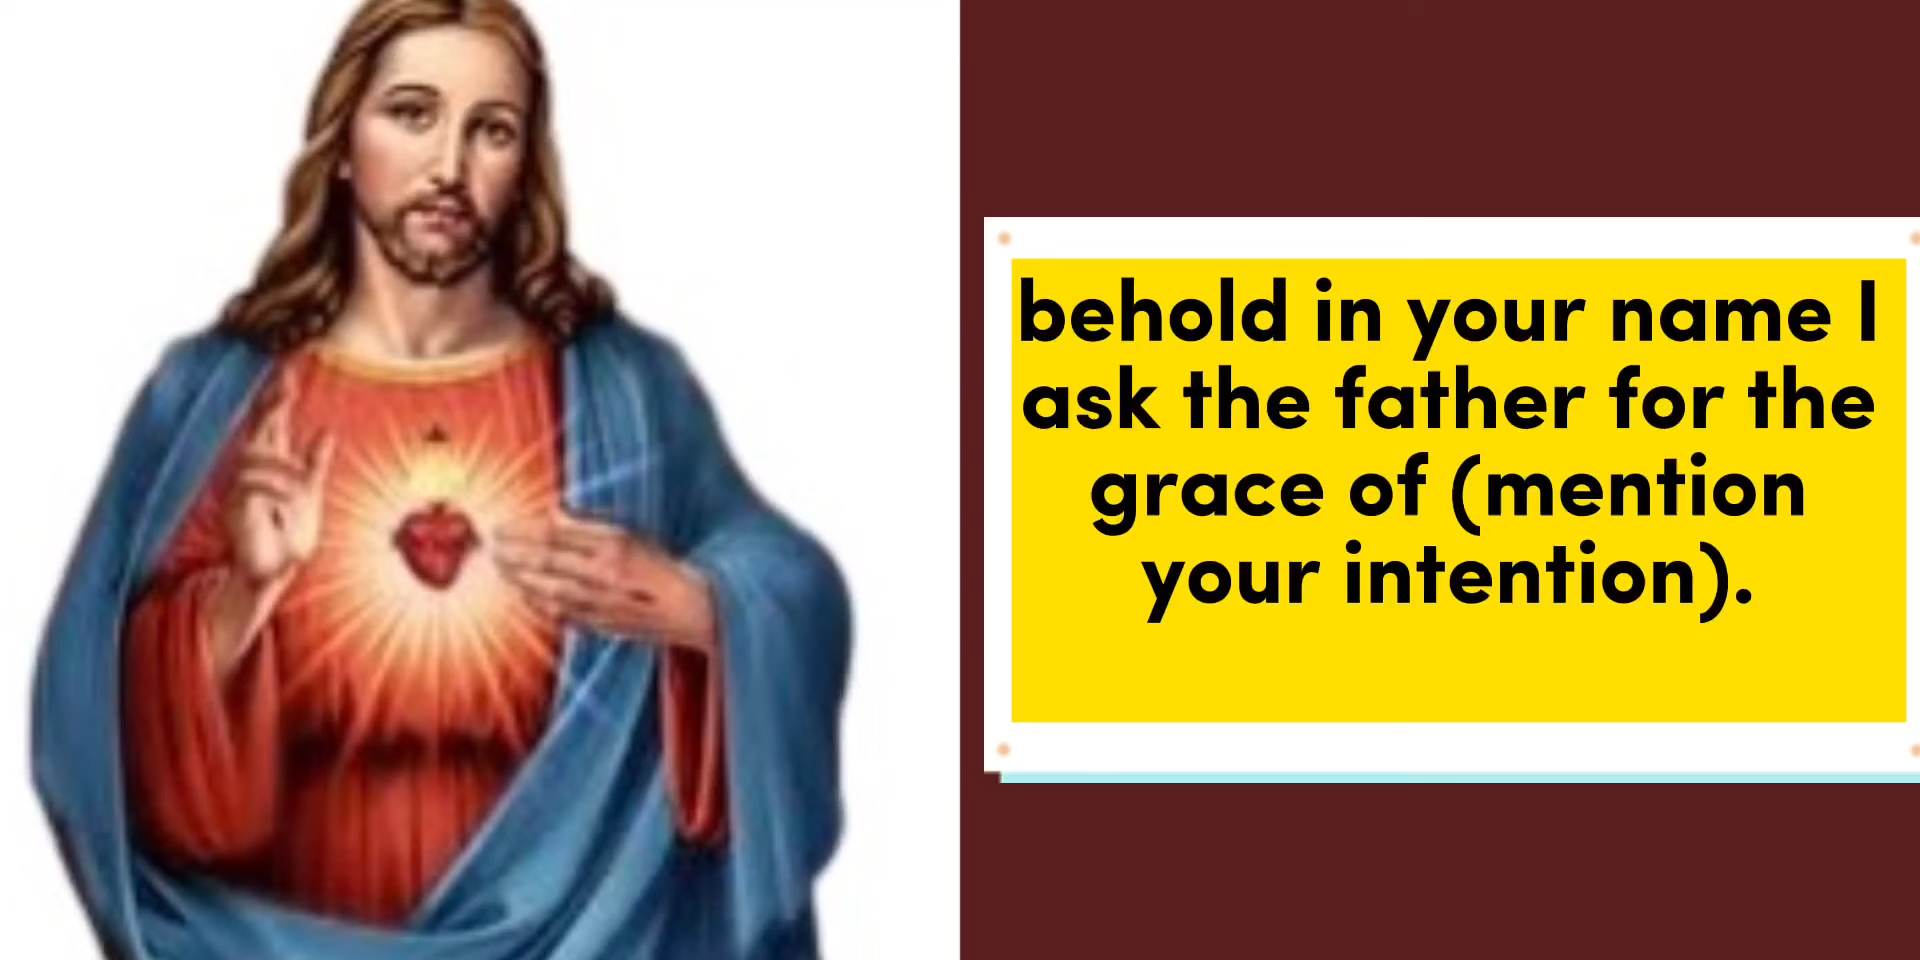 behold in your name I
ask the father for the
grace of (mention
your intention).